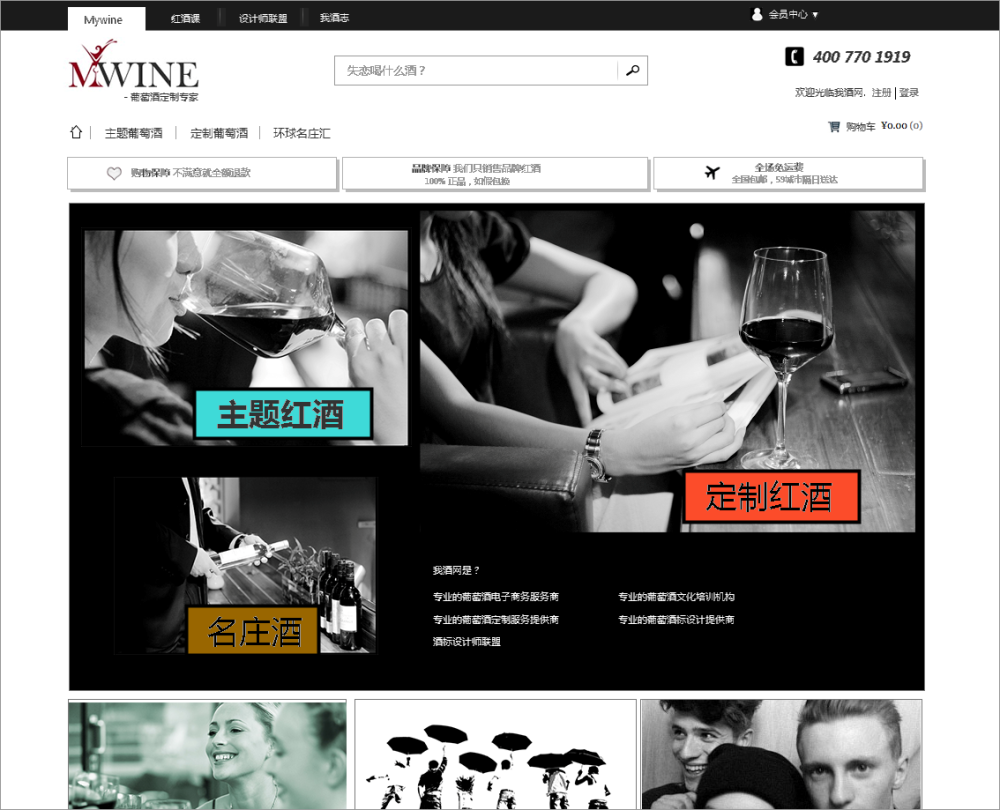 Mywine
红酒课
设计师联盟
我酒志
会员中心 ▼
MWINE
- 葡萄酒定制专家
失恋喝什么酒？
400 770 1919
欢迎光临我酒网. 注册 | 登录
主题葡萄酒
定制葡萄酒
环球名庄汇
购物车 ¥0.00 (0)
购物保障 不满意就全额退款
品牌保障 我们只销售品牌红酒
100% 正品，如假包换
全场免运费
全国包邮，59城市隔日送达
主题红酒
定制红酒
名庄酒
我酒网是？
专业的葡萄酒电子商务服务商
专业的葡萄酒文化培训机构
专业的葡萄酒定制服务提供商
专业的葡萄酒标设计提供商
酒标设计师联盟